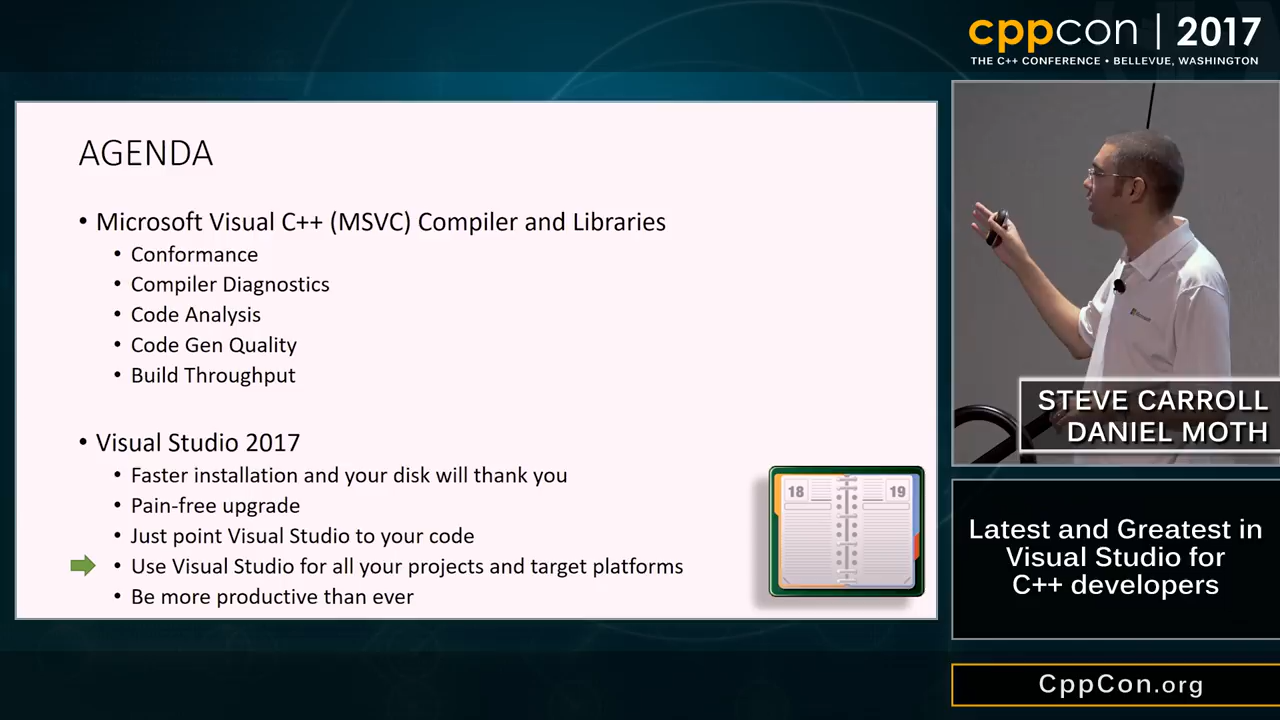 cppcon | 2017
THE C++ CONFERENCE • BELLEVUE, WASHINGTON
AGENDA
• Microsoft Visual C++ (MSVC) Compiler and Libraries
• Conformance
• Compiler Diagnostics
• Code Analysis
• Code Gen Quality
• Build Throughput
• Visual Studio 2017
• Faster installation and your disk will thank you
• Pain-free upgrade
• Just point Visual Studio to your code
• Use Visual Studio for all your projects and target platforms
• Be more productive than ever
18
19
STEVE CARROLL
DANIEL MOTH
Latest and Greatest in
Visual Studio for
C++ developers
CppCon.org